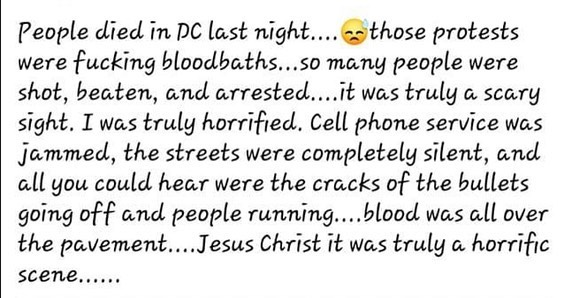 People died in DC last night....😓those protests
were fucking bloodbaths...so many people were
shot, beaten, and arrested....it was truly a scary
sight. I was truly horrified. Cell phone service was
jammed, the streets were completely silent, and
all you could hear were the cracks of the bullets
going off and people running....blood was all over
the pavement....Jesus Christ it was truly a horrific
scene......